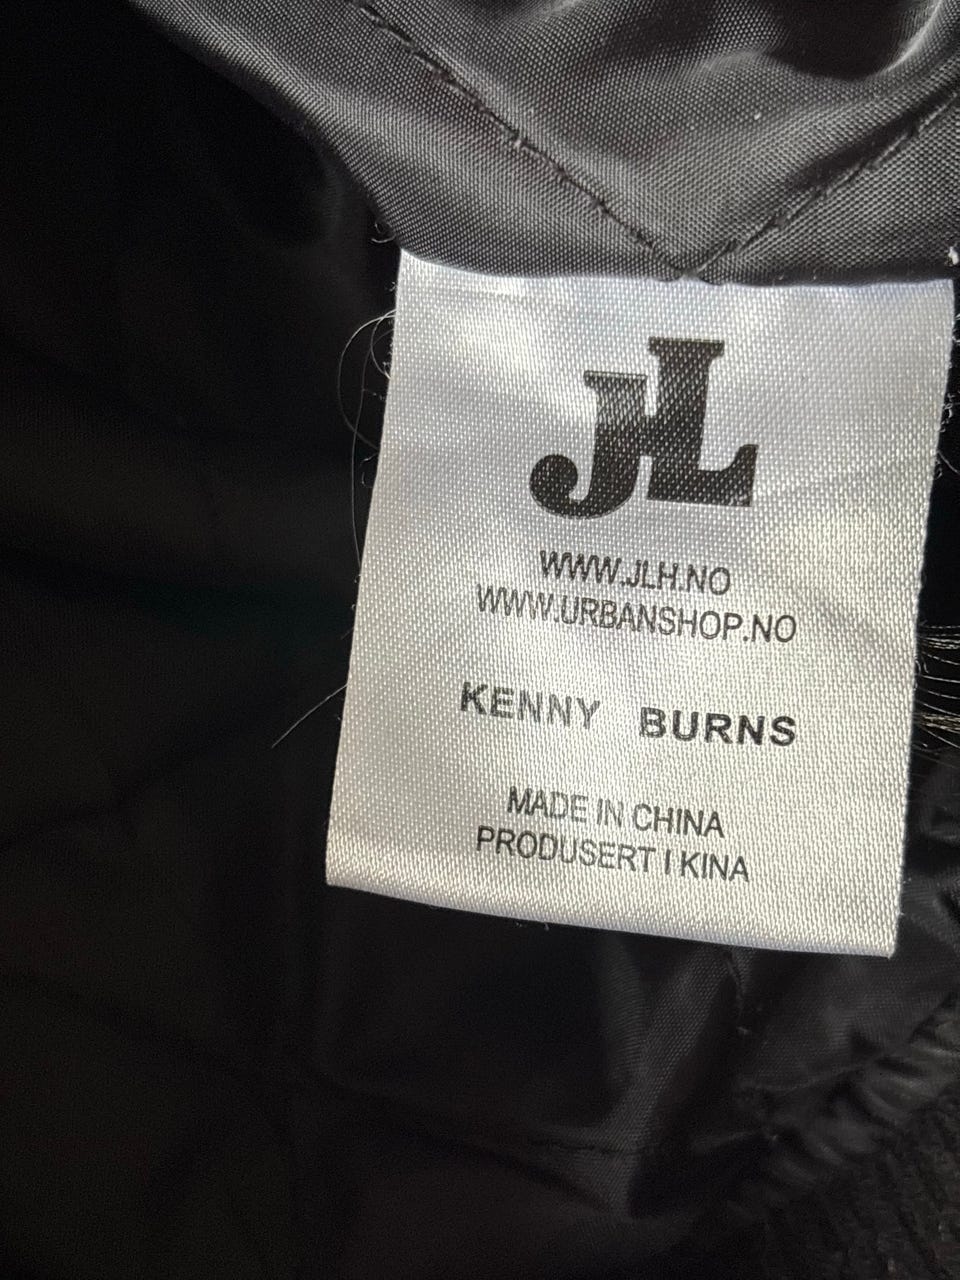 JL
WWW.JLH.NO
WWW.URBANSHOP.NO
KENNY BURNS
MADE IN CHINA
PRODUSERT I KINA